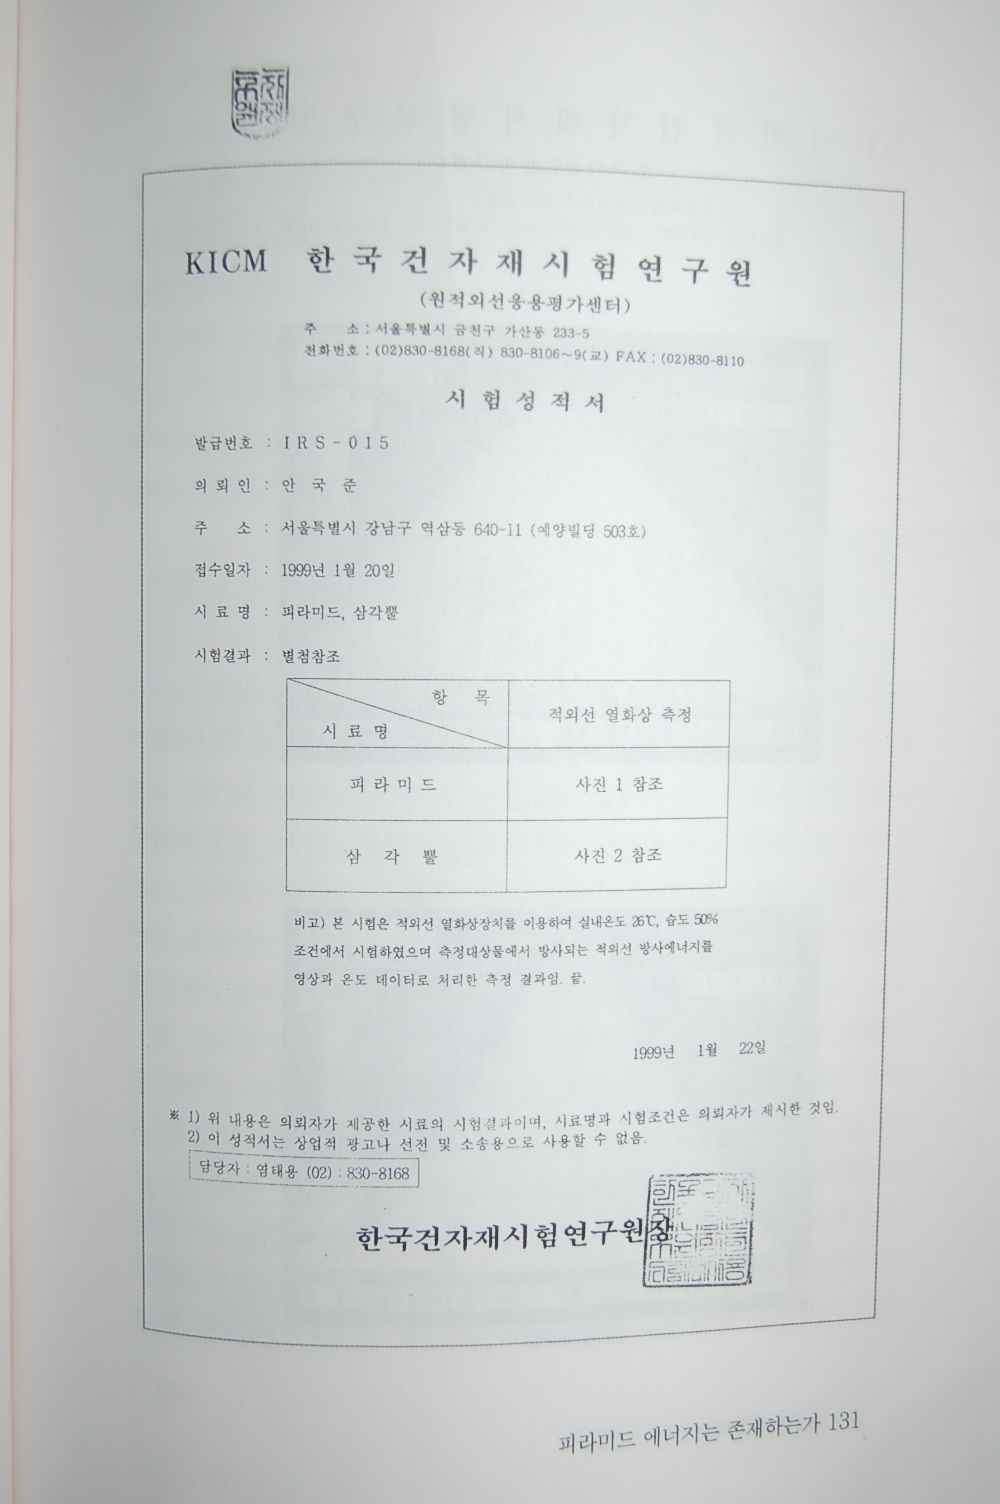 KICM 한국건자재시험연구원
(원적외선응용평가센터)
주 소 : 서울특별시 금천구 가산동 233-5
전화번호 : (02)830-8168(직) 830-8106~9(교) FAX : (02)830-8110
시 험 성 적 서
발급번호 : IRS-015
의 뢰 인 : 안 국 준
주 소 : 서울특별시 강남구 역삼동 640-11 (예양빌딩 503호)
접수일자 : 1999년 1월 20일
시 료 명 : 피라미드, 삼각뿔
시험결과 : 별첨참조
항 목
시 료 명
적외선 열화상 측정
피 라 미 드
사진 1 참조
삼 각 뿔
사진 2 참조
비고) 본 시험은 적외선 열화상장치를 이용하여 실내온도 26℃, 습도 50%
조건에서 시험하였으며 측정대상물에서 방사되는 적외선 방사에너지를
영상과 온도 데이터로 처리한 측정 결과임. 끝.
1999년 1월 22일
※ 1) 위 내용은 의뢰자가 제공한 시료의 시험결과이며, 시료명과 시험조건은 의뢰자가 제시한 것임.
2) 이 성적서는 상업적 광고나 선전 및 소송용으로 사용할 수 없음.
담당자 : 염태용 (02) : 830-8168
한국건자재시험연구원장
피라미드 에너지는 존재하는가 131